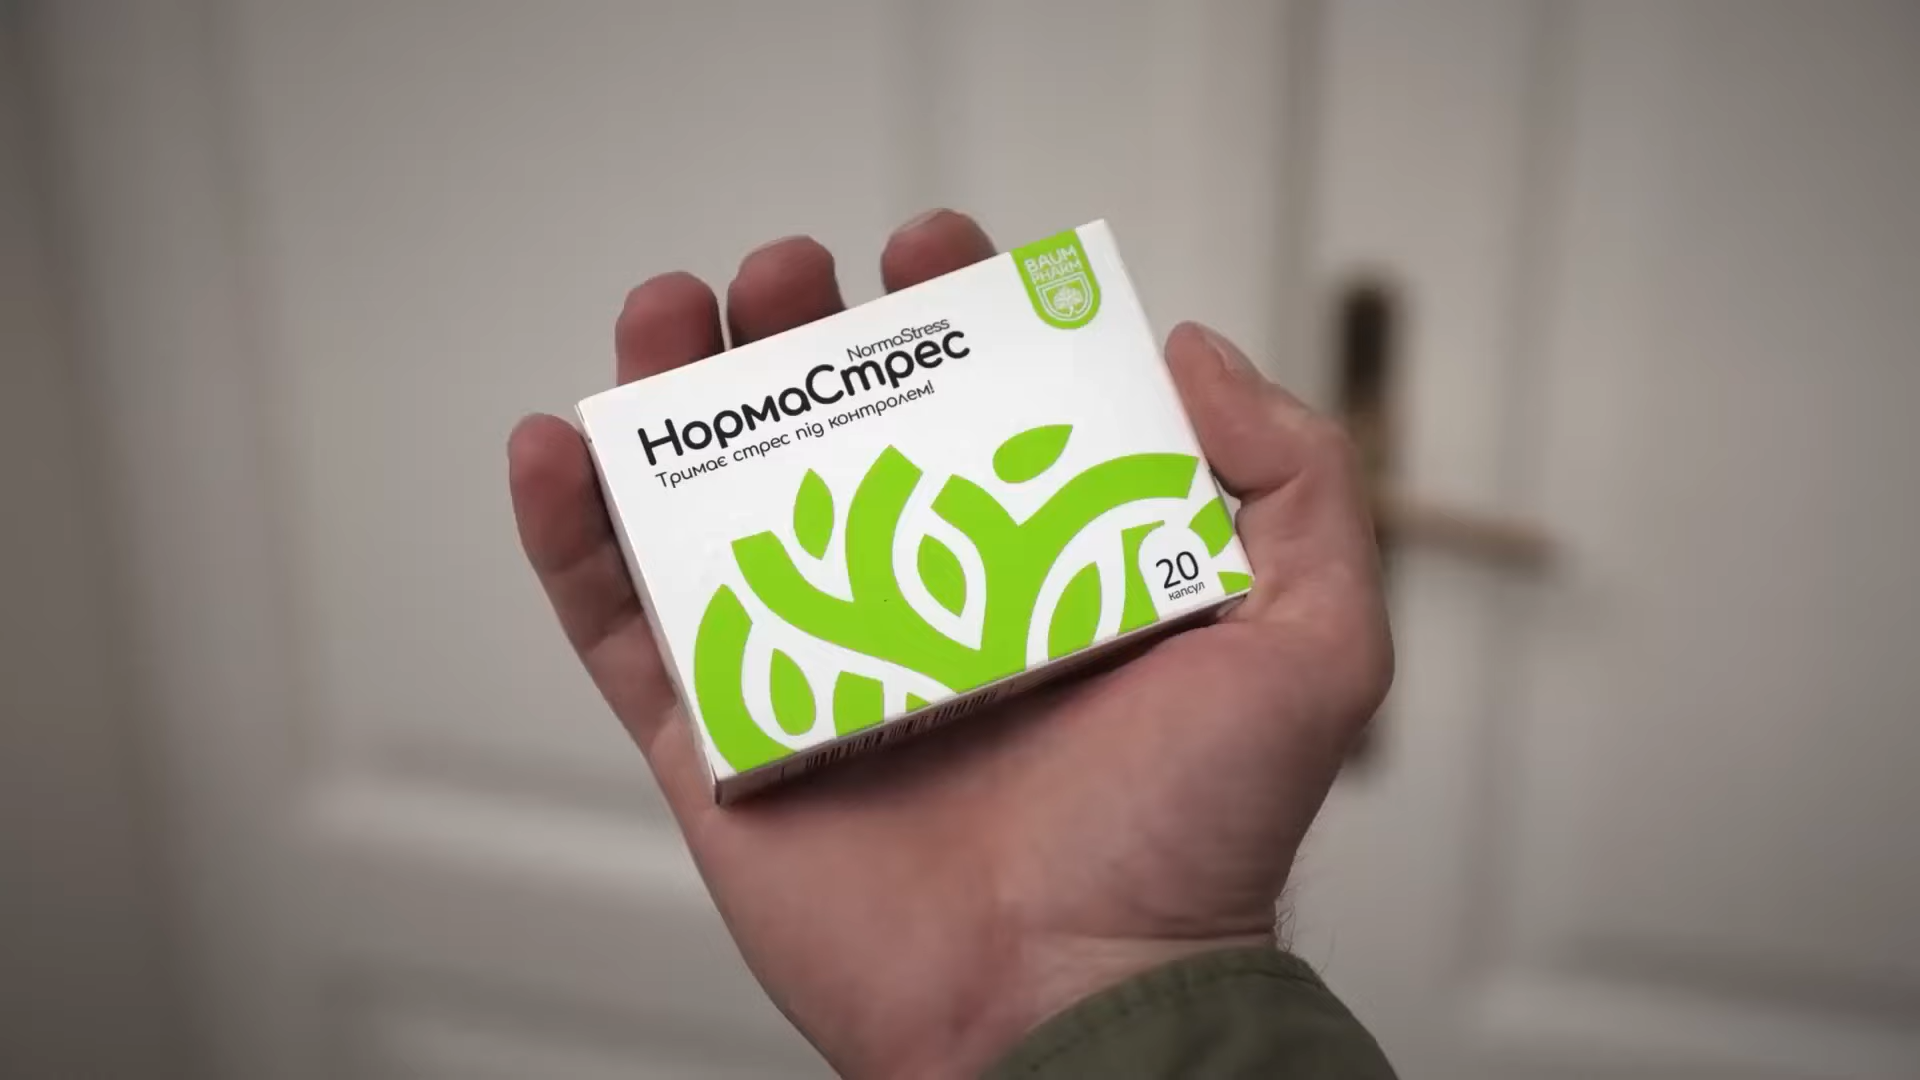 BAUM
PHARM
NormaStress
НормаСтрес
Тримає стрес під контролем!
20
капсул